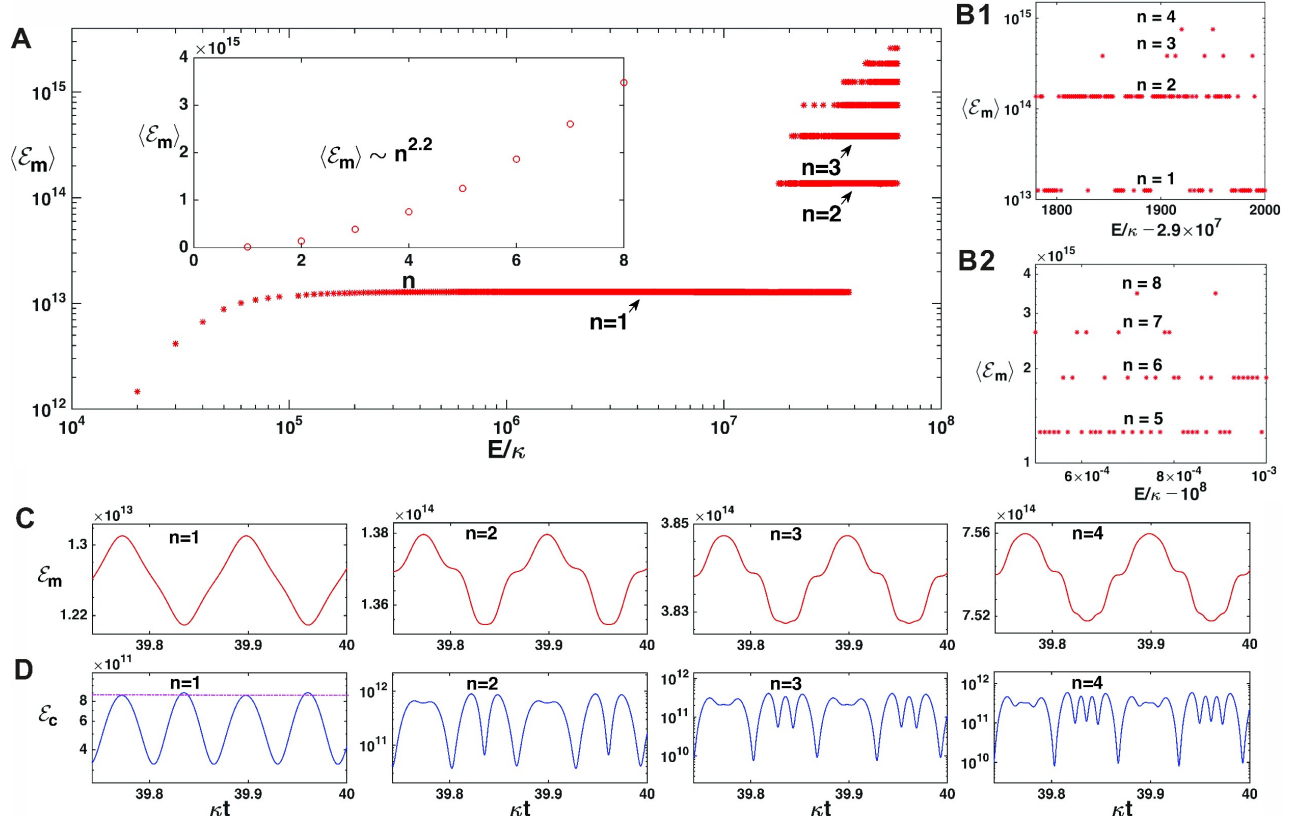 A
⟨ℰm⟩
10^15
10^14
10^13
10^12
10^4
10^5
10^6
10^7
10^8
E/κ
n=1
n=2
n=3
×10^15
4
3
2
1
0
⟨ℰm⟩
⟨ℰm⟩ ∼ n^2.2
0
2
4
6
8
n
B1
10^15
10^14
10^13
⟨ℰm⟩
n = 4
n = 3
n = 2
n = 1
1800
1900
2000
E/κ − 2.9×10^7
B2
×10^15
4
3
2
1
⟨ℰm⟩
n = 8
n = 7
n = 6
n = 5
6×10^-4
8×10^-4
10^-3
E/κ − 10^8
C
ℰm
×10^13
n=1
1.3
1.22
39.8
39.9
40
×10^14
n=2
1.38
1.36
39.8
39.9
40
×10^14
n=3
3.85
3.83
39.8
39.9
40
×10^14
n=4
7.56
7.52
39.8
39.9
40
D
ℰc
×10^11
n=1
8
6
4
39.8
39.9
40
κt
n=2
10^12
10^11
39.8
39.9
40
κt
n=3
10^12
10^11
10^10
39.8
39.9
40
κt
n=4
10^12
10^11
10^10
39.8
39.9
40
κt